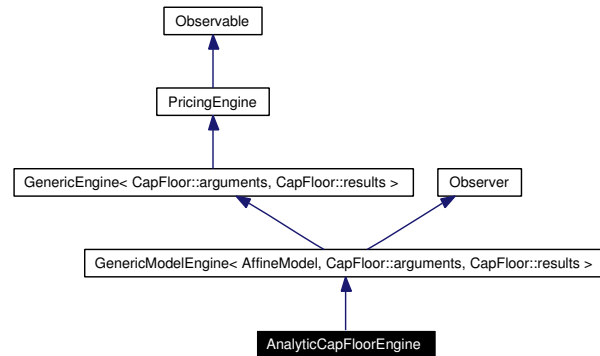 Observable
PricingEngine
GenericEngine< CapFloor::arguments, CapFloor::results >
Observer
GenericModelEngine< AffineModel, CapFloor::arguments, CapFloor::results >
AnalyticCapFloorEngine